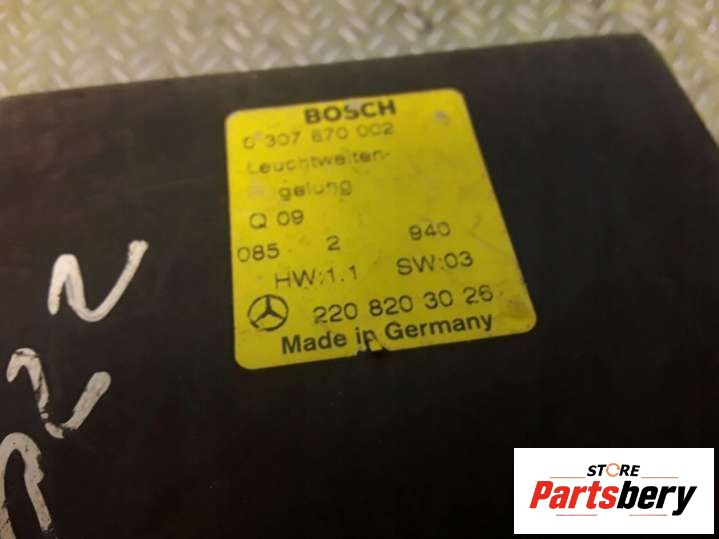 BOSCH
0 307 870 002
Leuchtweiten-
gelung
Q 09
085 2 940
HW:1.1 SW:03
220 820 30 26
Made in Germany
22
STORE
Partsbery